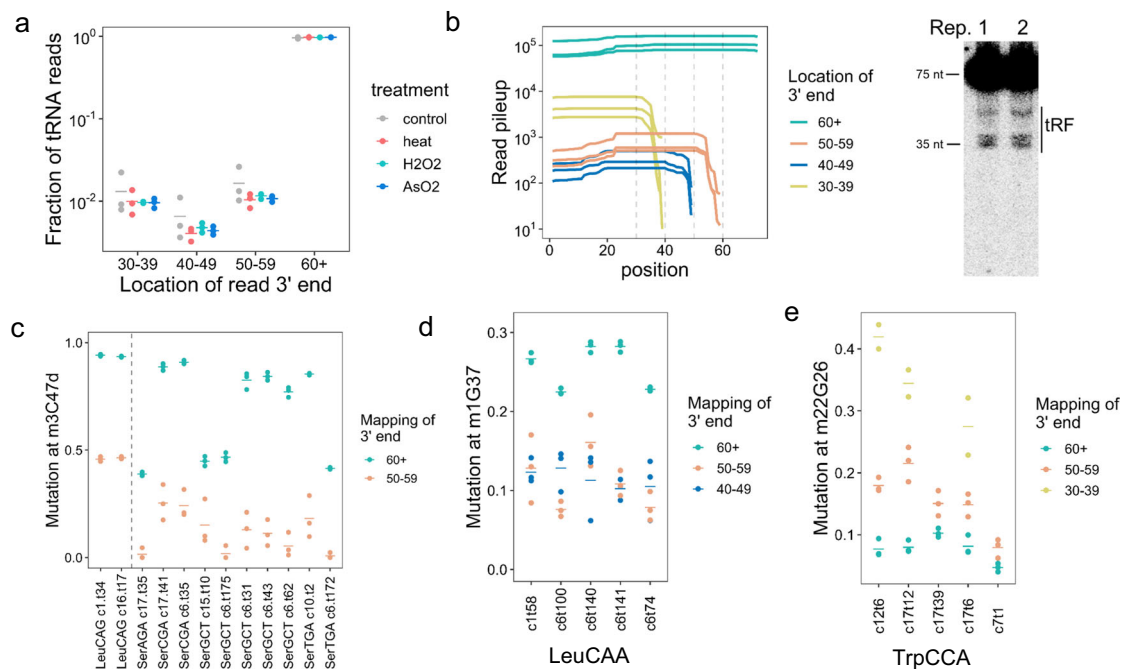 a
Fraction of tRNA reads
10^0
10^-1
10^-2
30-39 40-49 50-59 60+
Location of read 3' end
treatment
control
heat
H2O2
AsO2
b
Read pileup
10^5
10^4
10^3
10^2
10^1
0 20 40 60
position
Location of
3' end
60+
50-59
40-49
30-39
Rep. 1 2
75 nt
35 nt
tRF
c
Mutation at m3C47d
1.0
0.5
0.0
LeuCAG c1.t34
LeuCAG c16.t17
SerAGA c17.t35
SerCGA c17.t41
SerCGA c6.t35
SerGCT c15.t10
SerGCT c6.t175
SerGCT c6.t31
SerGCT c6.t43
SerGCT c6.t62
SerTGA c10.t2
SerTGA c6.t172
Mapping of
3' end
60+
50-59
d
Mutation at m1G37
0.3
0.2
0.1
0.0
c1t58
c6t100
c6t140
c6t141
c6t74
LeuCAA
Mapping of
3' end
60+
50-59
40-49
e
Mutation at m22G26
0.4
0.3
0.2
0.1
c12t6
c17t12
c17t39
c17t6
c7t1
TrpCCA
Mapping of
3' end
60+
50-59
30-39